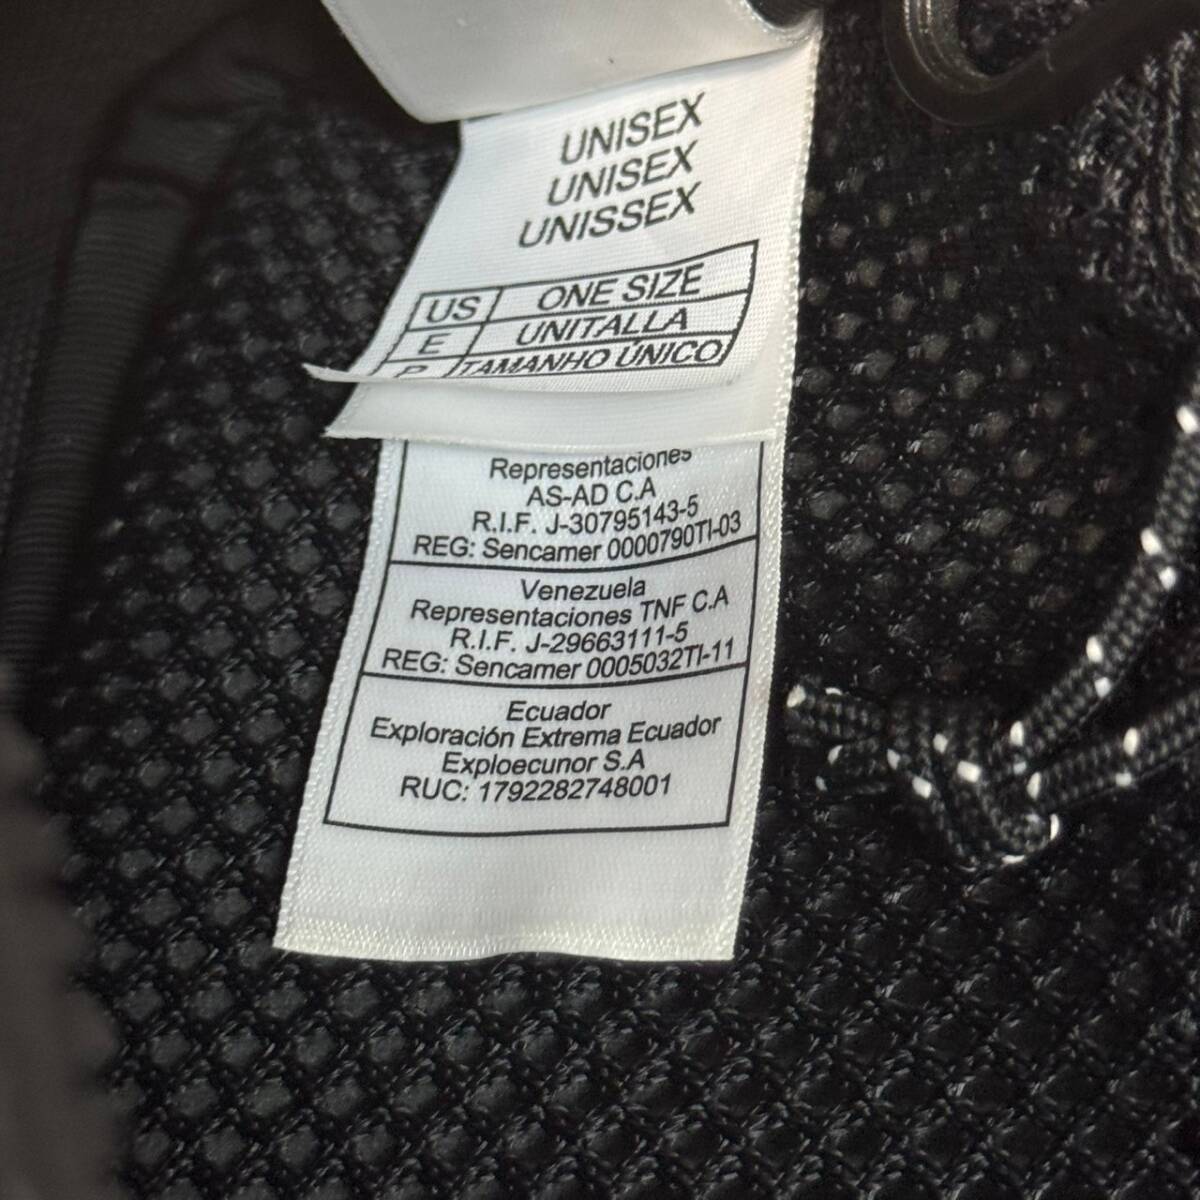 UNISEX
UNISEX
UNISSEX
US ONE SIZE
E UNITALLA
P TAMANHO ÚNICO
Representaciones
AS-AD C.A
R.I.F. J-30795143-5
REG: Sencamer 0000790TI-03
Venezuela
Representaciones TNF C.A
R.I.F. J-29663111-5
REG: Sencamer 0005032TI-11
Ecuador
Exploración Extrema Ecuador
Exploecunor S.A
RUC: 1792282748001